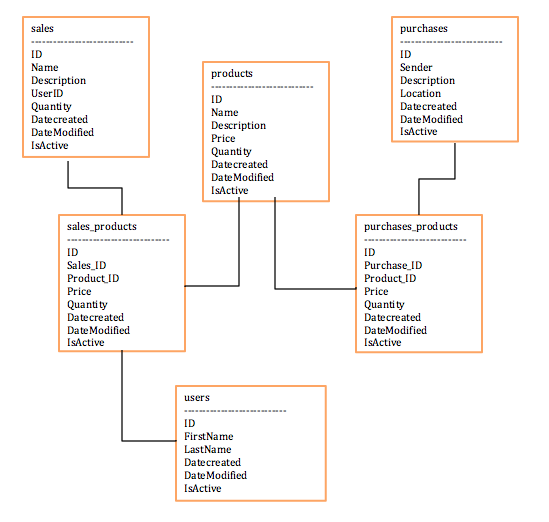 sales
----------------------------
ID
Name
Description
UserID
Quantity
Datecreated
DateModified
IsActive
products
----------------------------
ID
Name
Description
Price
Quantity
Datecreated
DateModified
IsActive
purchases
----------------------------
ID
Sender
Description
Location
Datecreated
DateModified
IsActive
sales_products
----------------------------
ID
Sales_ID
Product_ID
Price
Quantity
Datecreated
DateModified
IsActive
purchases_products
----------------------------
ID
Purchase_ID
Product_ID
Price
Quantity
Datecreated
DateModified
IsActive
users
----------------------------
ID
FirstName
LastName
Datecreated
DateModified
IsActive